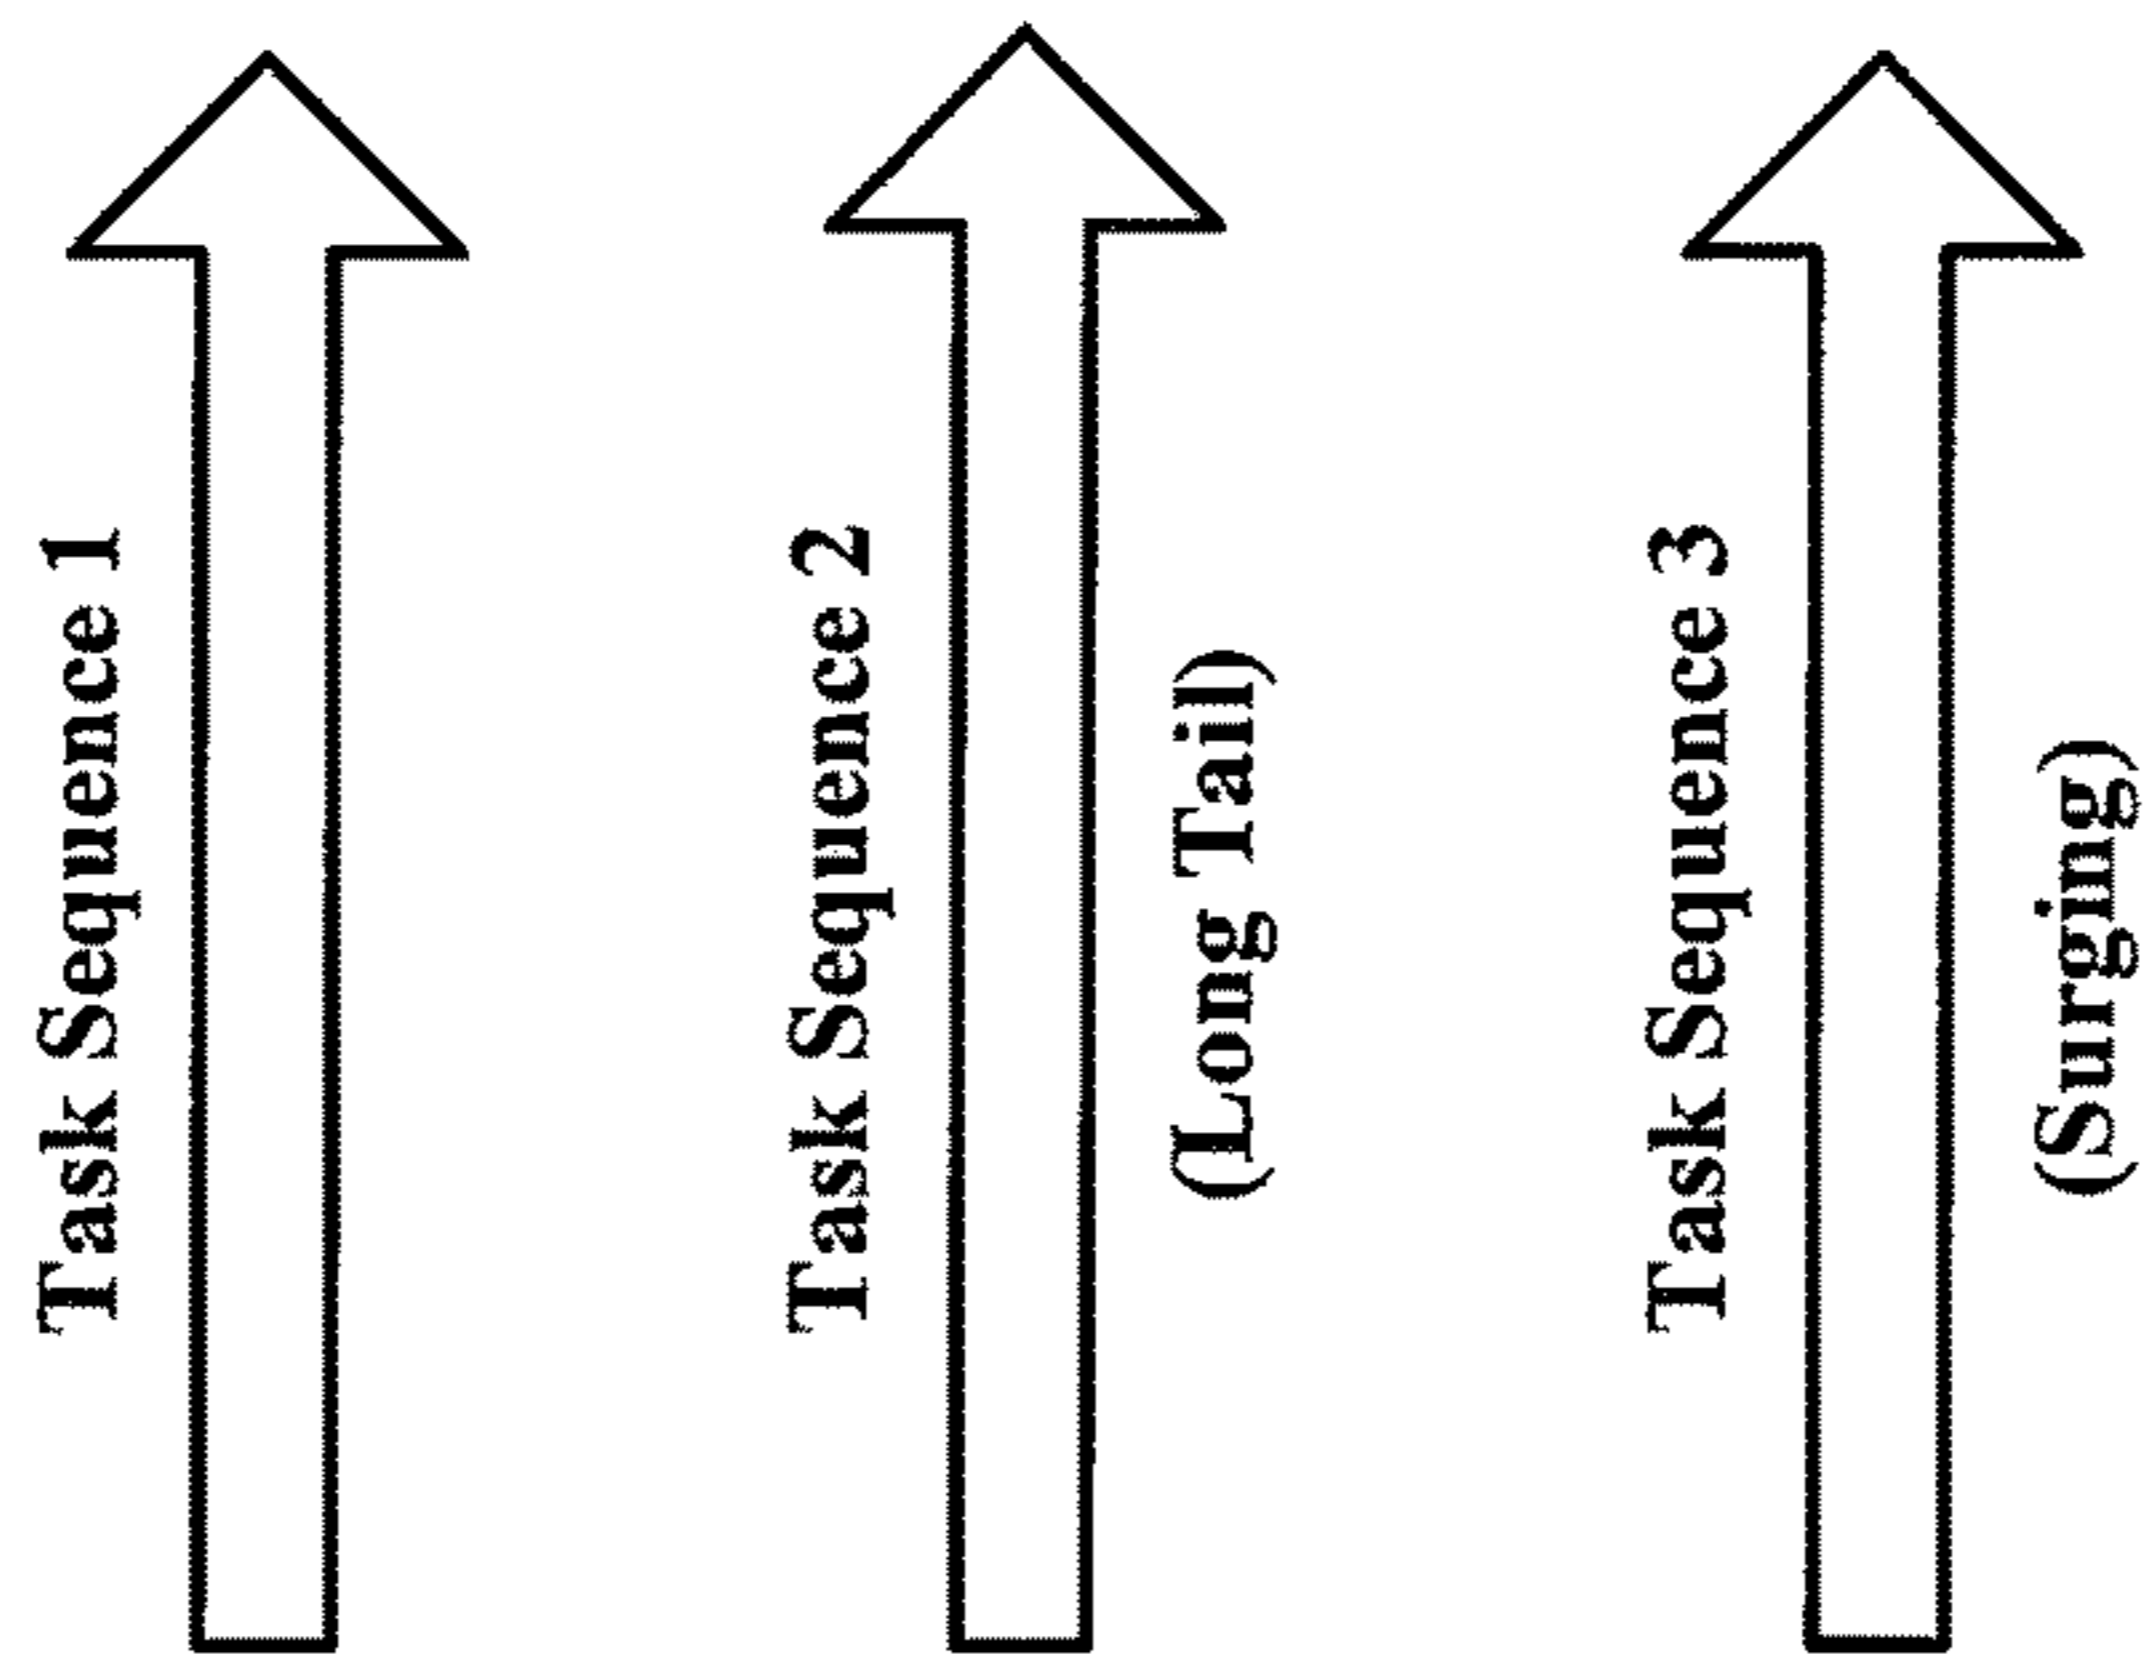 Task Sequence 1
Task Sequence 2
(Long Tail)
Task Sequence 3
(Surging)